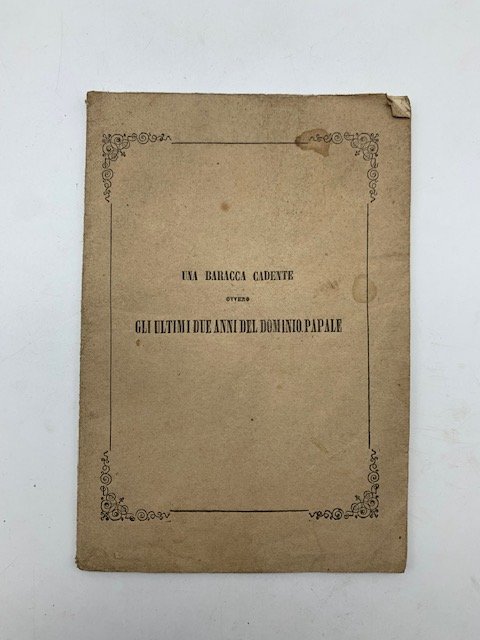 UNA BARACCA CADENTE
OVVERO
GLI ULTIMI DUE ANNI DEL DOMINIO PAPALE